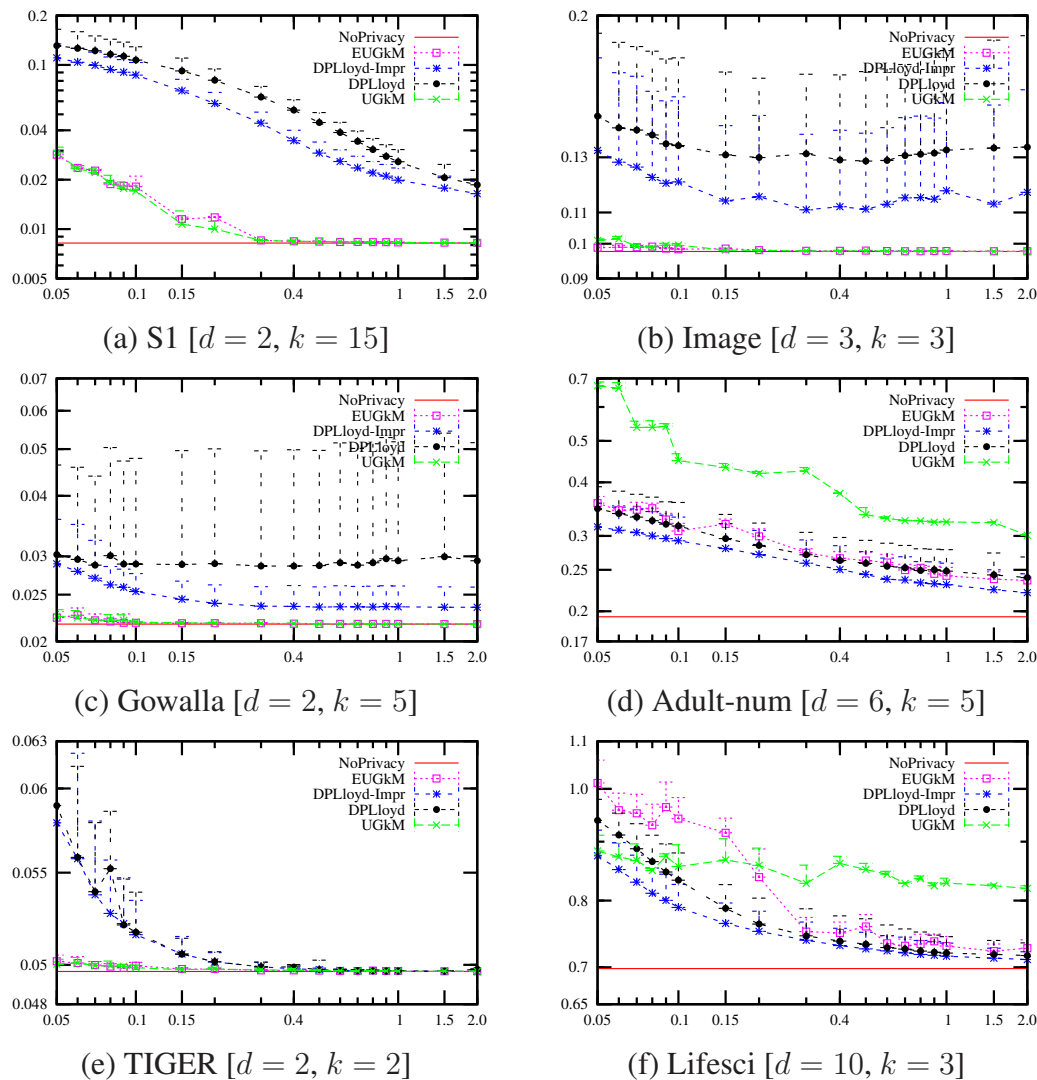 0.2
0.1
0.04
0.02
0.01
0.005
0.05
0.1
0.15
0.4
1
1.5
2.0
NoPrivacy
EUGkM
DPLloyd-Impr
DPLloyd
UGkM
(a) S1 [d = 2, k = 15]
0.2
0.13
0.11
0.1
0.09
0.05
0.1
0.15
0.4
1
1.5
2.0
NoPrivacy
EUGkM
DPLloyd-Impr
DPLloyd
UGkM
(b) Image [d = 3, k = 3]
0.07
0.06
0.05
0.04
0.03
0.025
0.02
0.05
0.1
0.15
0.4
1
1.5
2.0
NoPrivacy
EUGkM
DPLloyd-Impr
DPLloyd
UGkM
(c) Gowalla [d = 2, k = 5]
0.7
0.5
0.4
0.3
0.25
0.2
0.17
0.05
0.1
0.15
0.4
1
1.5
2.0
NoPrivacy
EUGkM
DPLloyd-Impr
DPLloyd
UGkM
(d) Adult-num [d = 6, k = 5]
0.063
0.06
0.055
0.05
0.048
0.05
0.1
0.15
0.4
1
1.5
2.0
NoPrivacy
EUGkM
DPLloyd-Impr
DPLloyd
UGkM
(e) TIGER [d = 2, k = 2]
1.1
1.0
0.9
0.8
0.7
0.65
0.05
0.1
0.15
0.4
1
1.5
2.0
NoPrivacy
EUGkM
DPLloyd-Impr
DPLloyd
UGkM
(f) Lifesci [d = 10, k = 3]